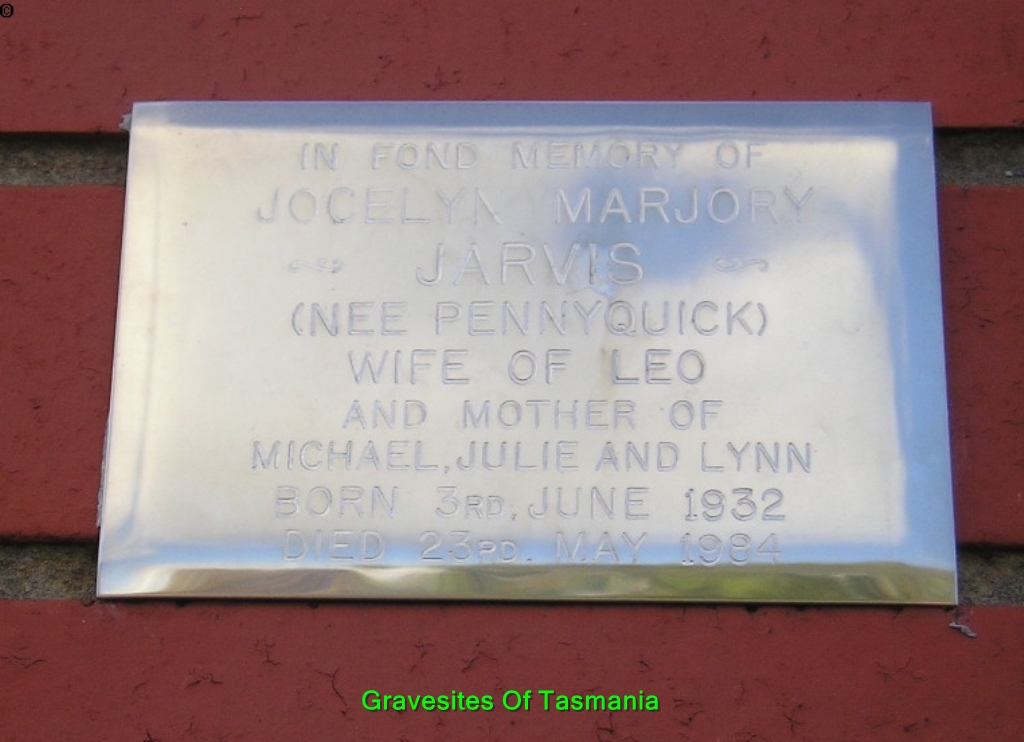 ©
IN FOND MEMORY OF
JOCELYN MARJORY
JARVIS
(NEE PENNYQUICK)
WIFE OF LEO
AND MOTHER OF
MICHAEL, JULIE AND LYNN
BORN 3RD, JUNE 1932
DIED 23RD. MAY 1984
Gravesites Of Tasmania